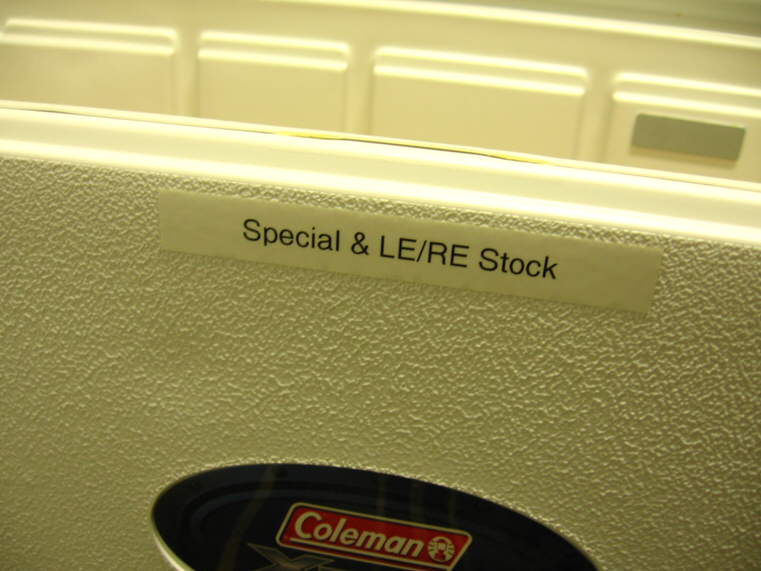 Special & LE/RE Stock
Coleman